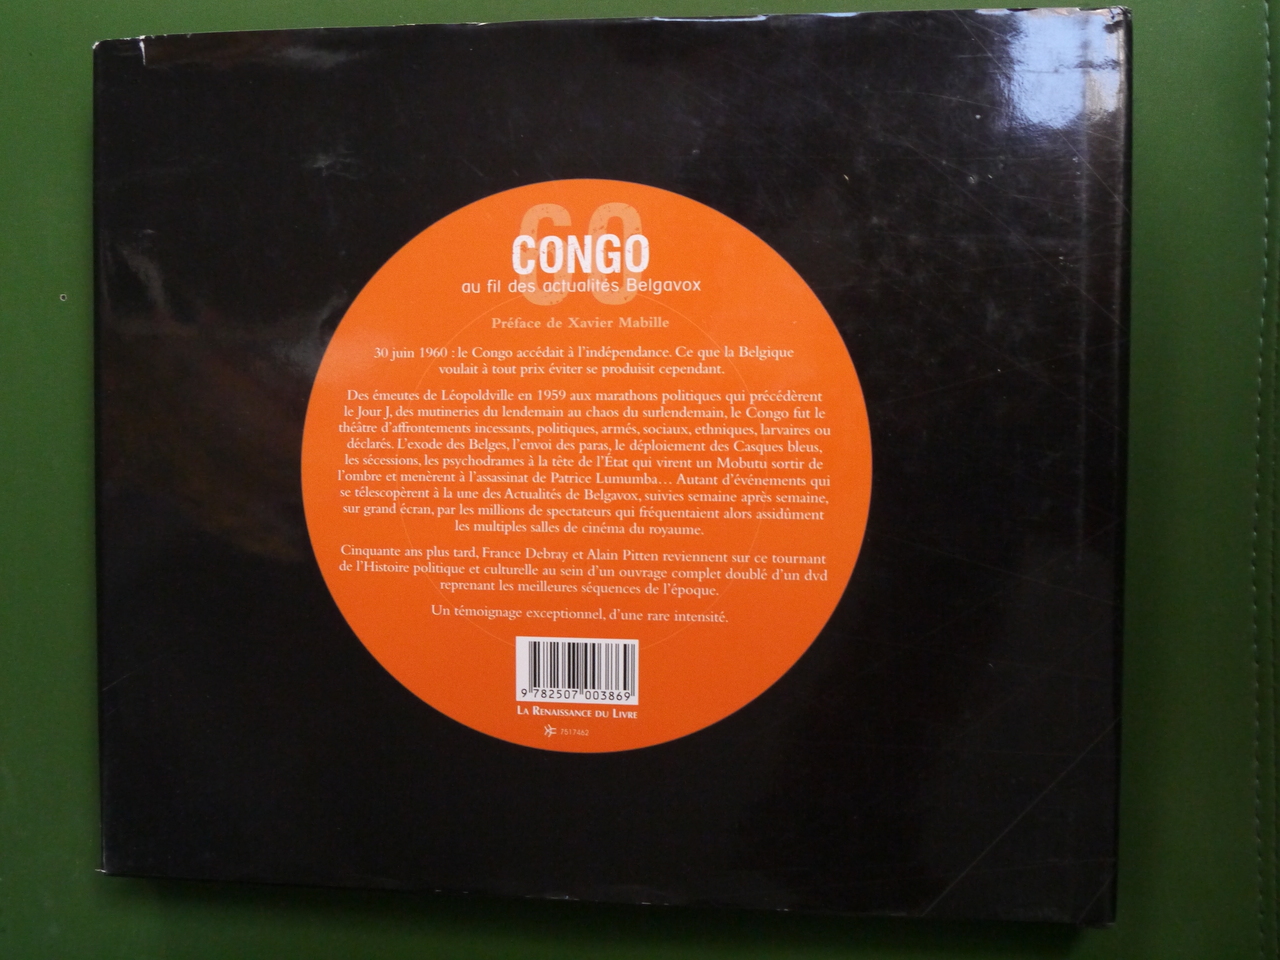 60
CONGO
au fil des actualités Belgavox
Préface de Xavier Mabille
30 juin 1960 : le Congo accédait à l'indépendance. Ce que la Belgique
voulait à tout prix éviter se produisit cependant.
Des émeutes de Léopoldville en 1959 aux marathons politiques qui précédèrent
le Jour J, des mutineries du lendemain au chaos du surlendemain, le Congo fut le
théâtre d'affrontements incessants, politiques, armés, sociaux, ethniques, larvaires ou
déclarés. L'exode des Belges, l'envoi des paras, le déploiement des Casques bleus,
les sécessions, les psychodrames à la tête de l'État qui virent un Mobutu sortir de
l'ombre et menèrent à l'assassinat de Patrice Lumumba... Autant d'événements qui
se télescopèrent à la une des Actualités de Belgavox, suivies semaine après semaine,
sur grand écran, par les millions de spectateurs qui fréquentaient alors assidûment
les multiples salles de cinéma du royaume.
Cinquante ans plus tard, France Debray et Alain Pitten reviennent sur ce tournant
de l'Histoire politique et culturelle au sein d'un ouvrage complet doublé d'un dvd
reprenant les meilleures séquences de l'époque.
Un témoignage exceptionnel, d'une rare intensité.
9 782507 003869
LA RENAISSANCE DU LIVRE
F517462